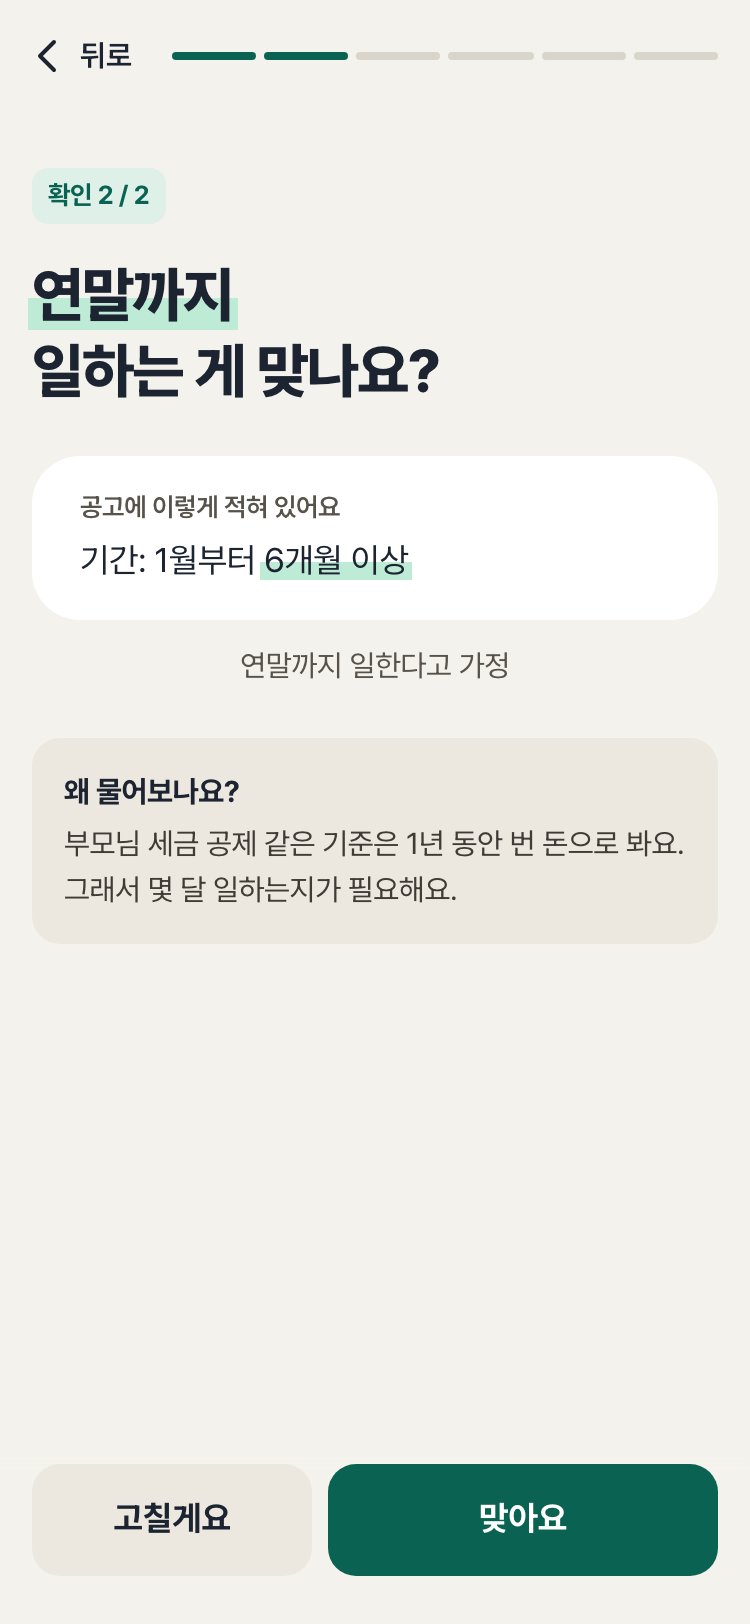 뒤로
확인 2 / 2
연말까지
일하는 게 맞나요?
공고에 이렇게 적혀 있어요
기간: 1월부터 6개월 이상
연말까지 일한다고 가정
왜 물어보나요?
부모님 세금 공제 같은 기준은 1년 동안 번 돈으로 봐요.
그래서 몇 달 일하는지가 필요해요.
고칠게요
맞아요